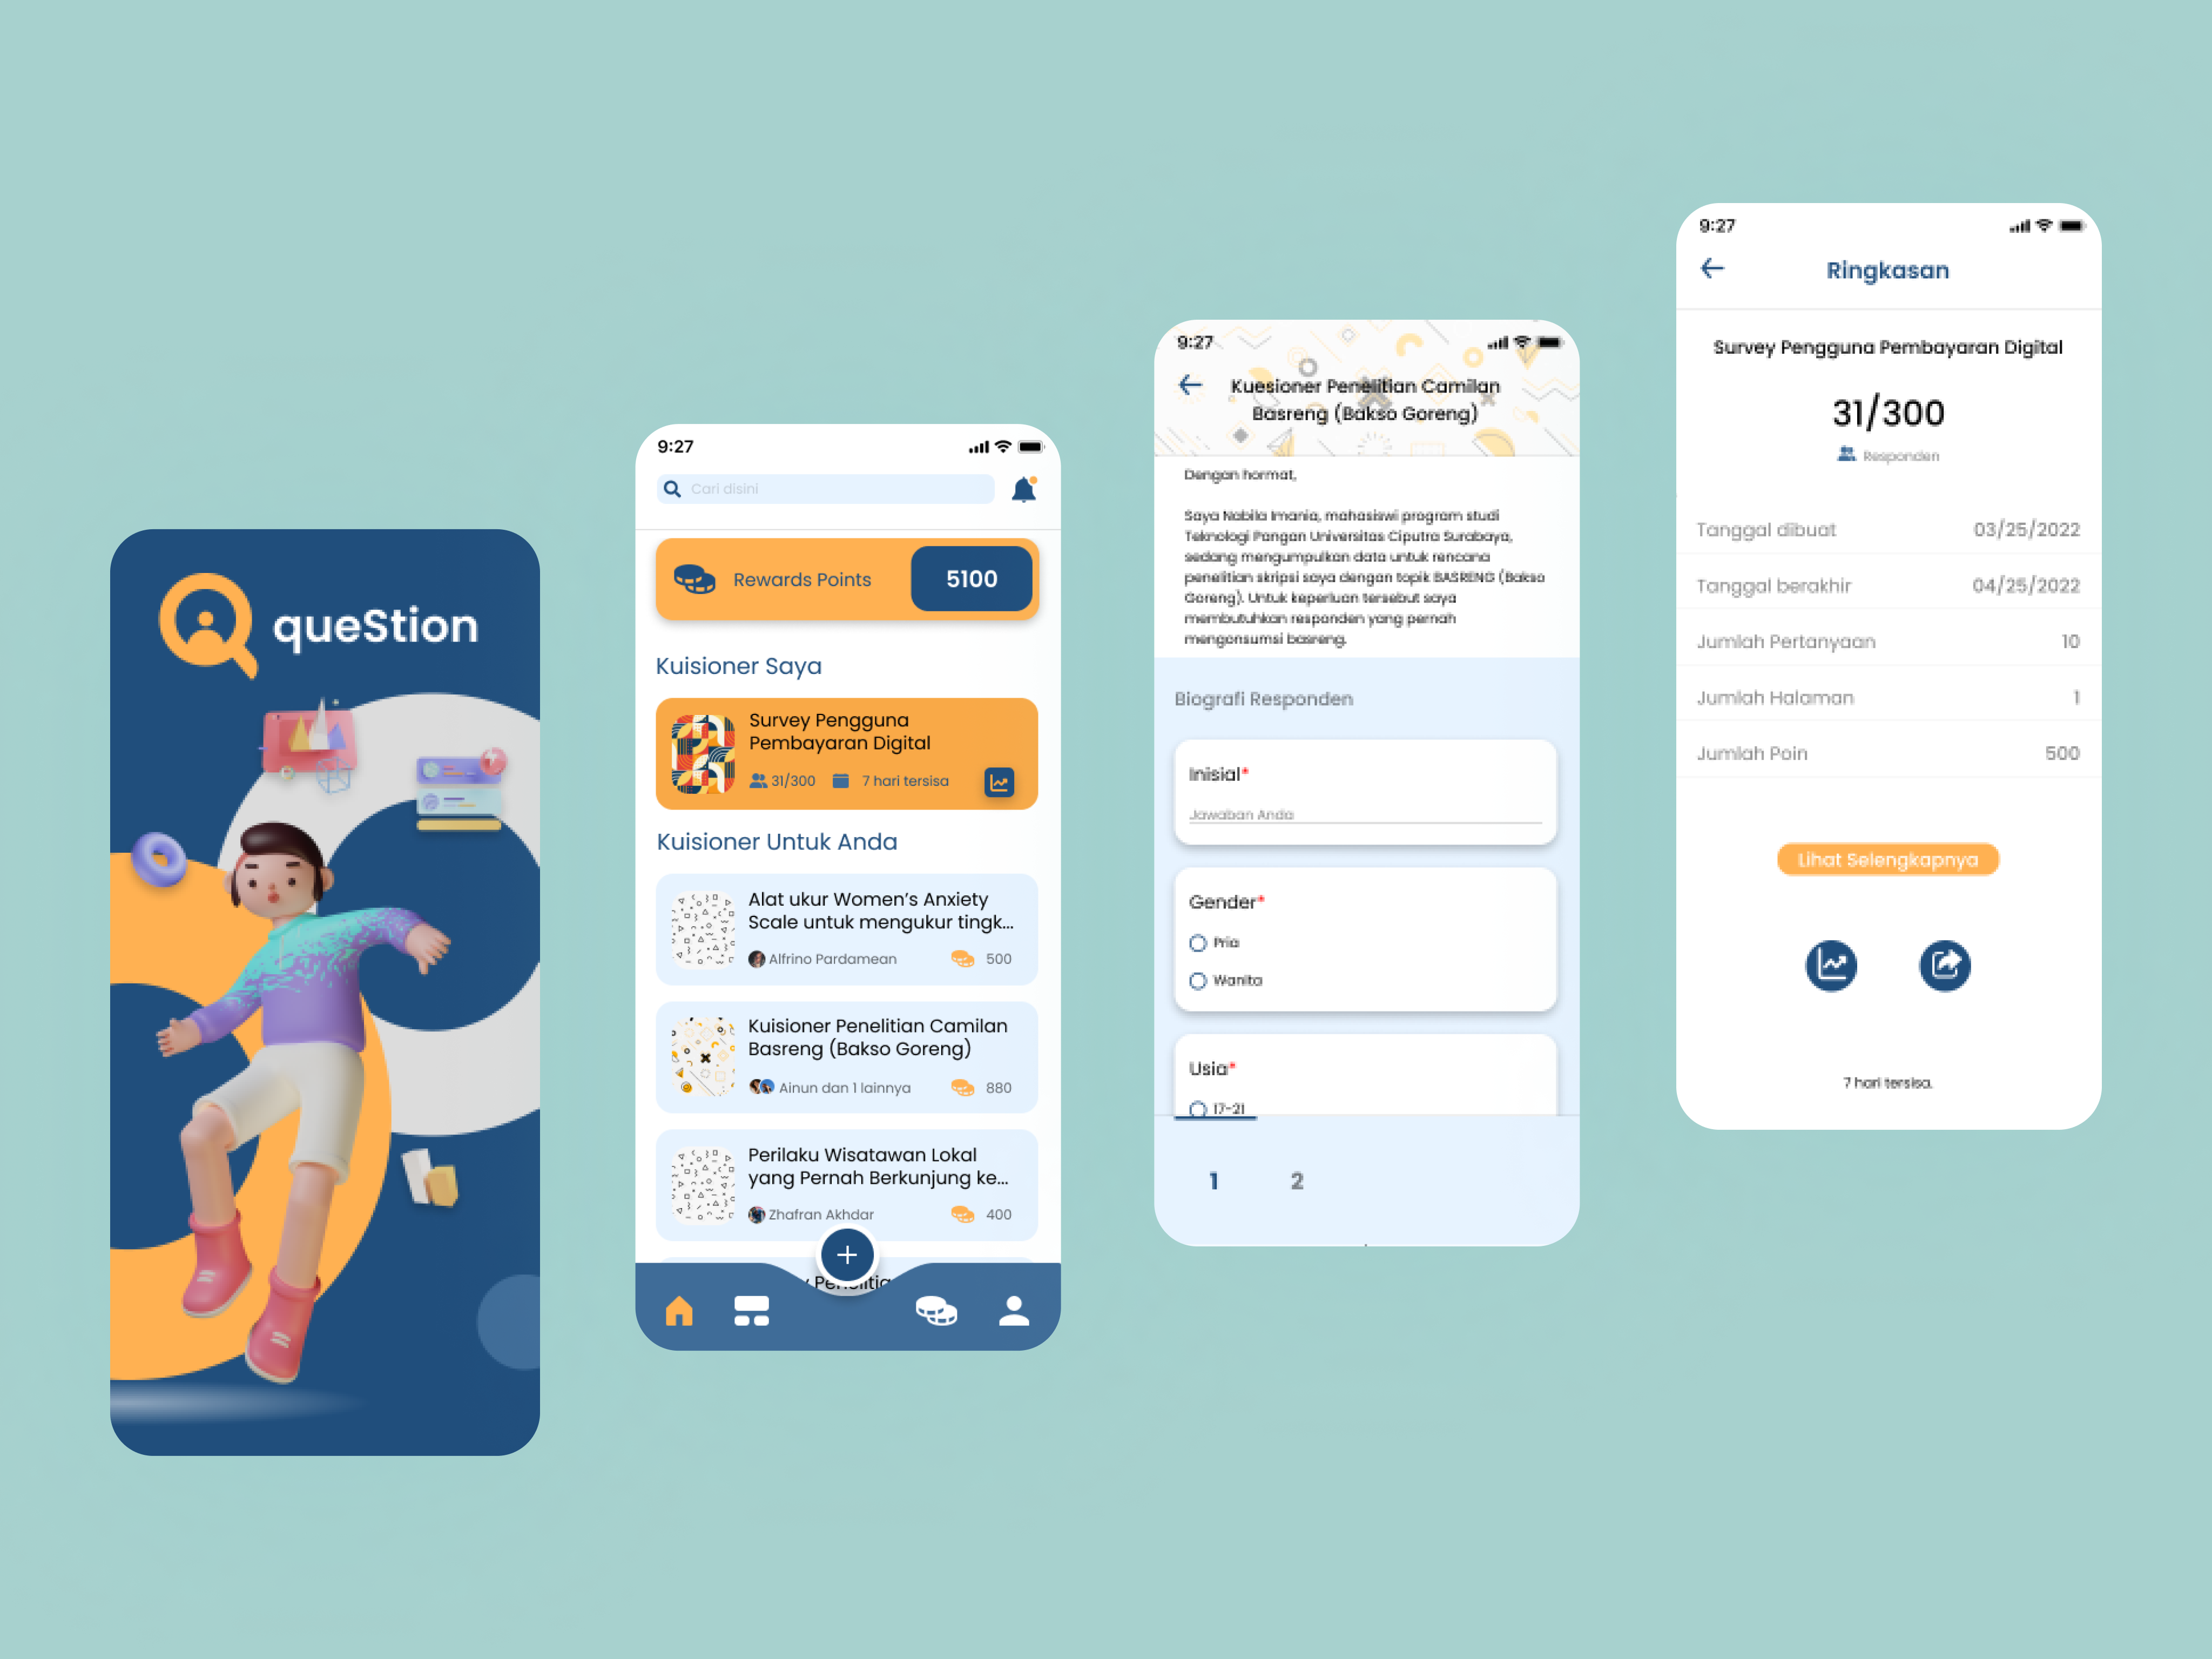 queStion
9:27
Cari disini
Rewards Points
5100
Kuisioner Saya
Survey Pengguna
Pembayaran Digital
31/300
7 hari tersisa
Kuisioner Untuk Anda
Alat ukur Women's Anxiety
Scale untuk mengukur tingk...
Alfrino Pardamean
500
Kuisioner Penelitian Camilan
Basreng (Bakso Goreng)
Ainun dan 1 lainnya
880
Perilaku Wisatawan Lokal
yang Pernah Berkunjung ke...
Zhafran Akhdar
400
9:27
Kuesioner Penelitian Camilan
Basreng (Bakso Goreng)
Dengan hormat,
Saya Nabila Imania, mahasiswi program studi
Teknologi Pangan Universitas Ciputra Surabaya,
sedang mengumpulkan data untuk rencana
penelitian skripsi saya dengan topik BASRENG (Bakso
Goreng). Untuk keperluan tersebut saya
membutuhkan responden yang pernah
mengonsumsi basreng.
Biografi Responden
Inisial*
Jawaban Anda
Gender*
Pria
Wanita
Usia*
17-21
1
2
9:27
Ringkasan
Survey Pengguna Pembayaran Digital
31/300
Responden
Tanggal dibuat 03/25/2022
Tanggal berakhir 04/25/2022
Jumlah Pertanyaan 10
Jumlah Halaman 1
Jumlah Poin 500
Lihat Selengkapnya
7 hari tersisa.